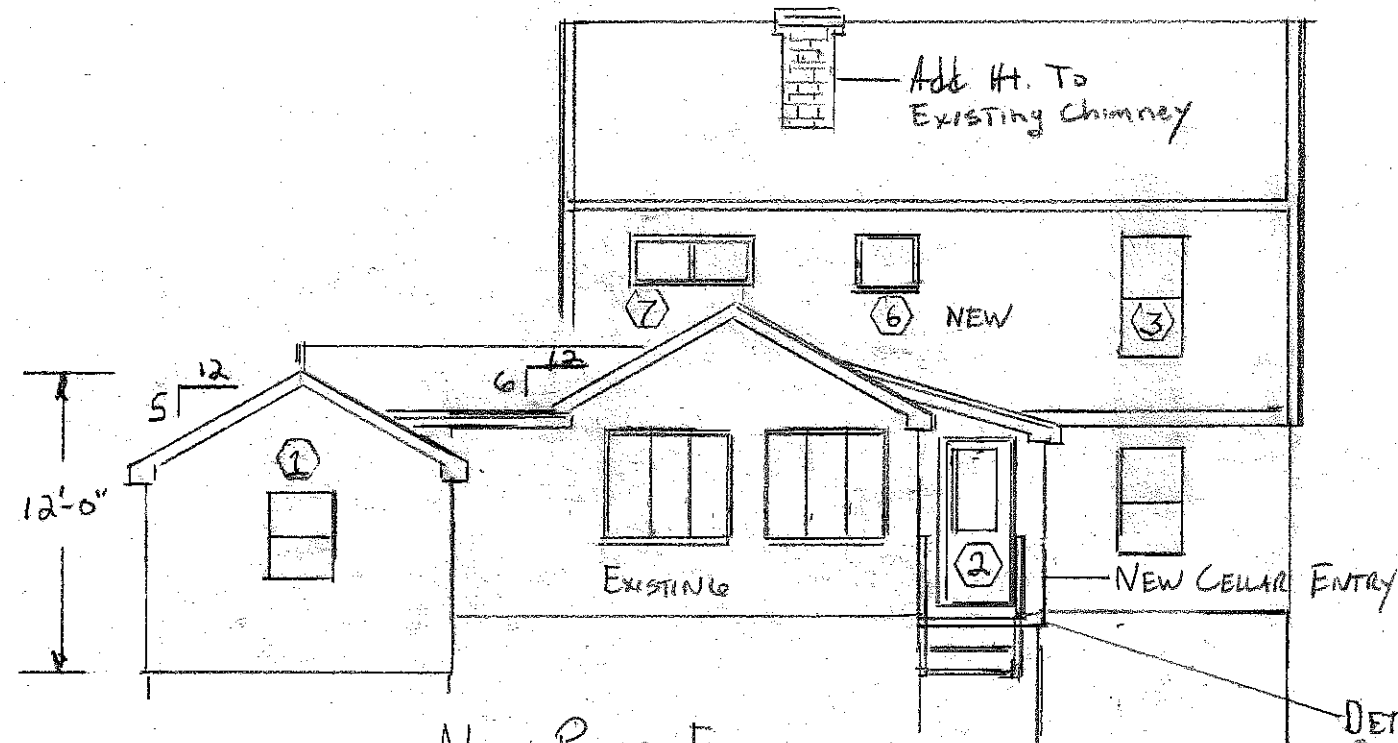 Add Ht. To
Existing Chimney
7
6
NEW
3
12
5
12
6
1
12'-0"
2
EXISTING
NEW CELLAR ENTRY